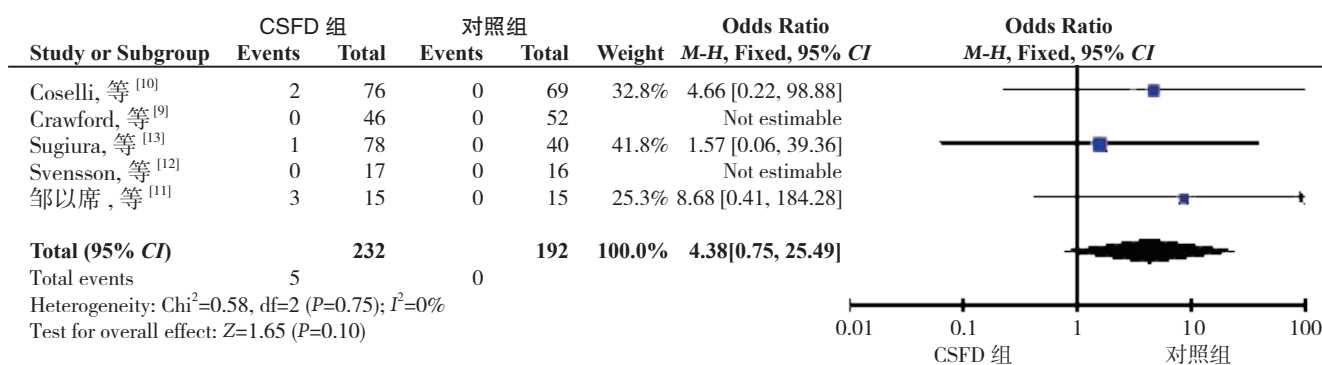 CSFD 组 对照组 Odds Ratio Odds Ratio
Study or Subgroup Events Total Events Total Weight M-H, Fixed, 95% CI M-H, Fixed, 95% CI
Coselli, 等 [10] 2 76 0 69 32.8% 4.66 [0.22, 98.88]
Crawford, 等 [9] 0 46 0 52 Not estimable
Sugiura, 等 [13] 1 78 0 40 41.8% 1.57 [0.06, 39.36]
Svensson, 等 [12] 0 17 0 16 Not estimable
邹以席 , 等 [11] 3 15 0 15 25.3% 8.68 [0.41, 184.28]
Total (95% CI) 232 192 100.0% 4.38[0.75, 25.49]
Total events 5 0
Heterogeneity: Chi²=0.58, df=2 (P=0.75); I²=0%
Test for overall effect: Z=1.65 (P=0.10)
0.01 0.1 1 10 100
CSFD 组 对照组